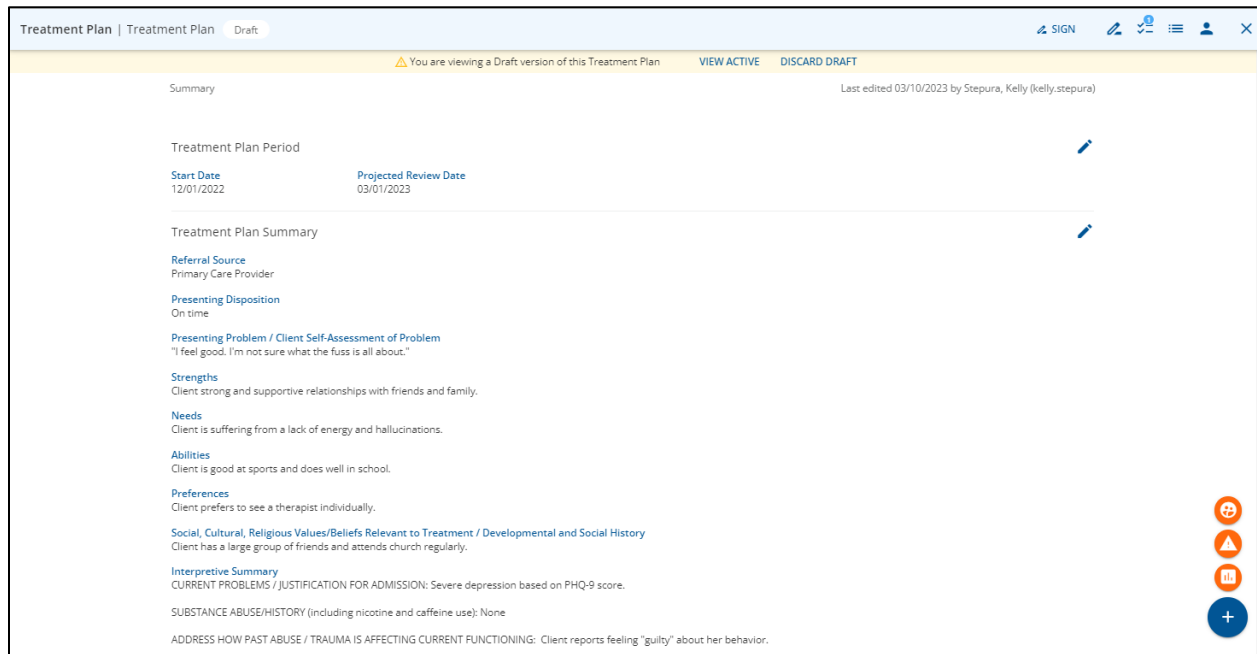 Treatment Plan | Treatment Plan Draft SIGN 1
You are viewing a Draft version of this Treatment Plan VIEW ACTIVE DISCARD DRAFT
Summary Last edited 03/10/2023 by Stepura, Kelly (kelly.stepura)
Treatment Plan Period
Start Date Projected Review Date
12/01/2022 03/01/2023
Treatment Plan Summary
Referral Source
Primary Care Provider
Presenting Disposition
On time
Presenting Problem / Client Self-Assessment of Problem
"I feel good. I'm not sure what the fuss is all about."
Strengths
Client strong and supportive relationships with friends and family.
Needs
Client is suffering from a lack of energy and hallucinations.
Abilities
Client is good at sports and does well in school.
Preferences
Client prefers to see a therapist individually.
Social, Cultural, Religious Values/Beliefs Relevant to Treatment / Developmental and Social History
Client has a large group of friends and attends church regularly.
Interpretive Summary
CURRENT PROBLEMS / JUSTIFICATION FOR ADMISSION: Severe depression based on PHQ-9 score.
SUBSTANCE ABUSE/HISTORY (including nicotine and caffeine use): None
ADDRESS HOW PAST ABUSE / TRAUMA IS AFFECTING CURRENT FUNCTIONING: Client reports feeling "guilty" about her behavior.